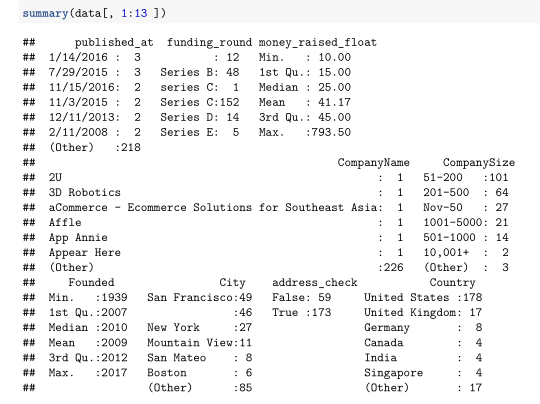 summary(data[, 1:13 ])
##     published_at  funding_round money_raised_float
## 1/14/2016 :  3            : 12   Min.   : 10.00
## 7/29/2015 :  3   Series B: 48   1st Qu.: 15.00
## 11/15/2016:  2   series C:  1   Median : 25.00
## 11/3/2015 :  2   Series C:152   Mean   : 41.17
## 12/11/2013:  2   Series D: 14   3rd Qu.: 45.00
## 2/11/2008 :  2   Series E:  5   Max.   :793.50
## (Other)   :218
##                                           CompanyName    CompanySize
## 2U                                              :  1   51-200   :101
## 3D Robotics                                     :  1   201-500  : 64
## aCommerce - Ecommerce Solutions for Southeast Asia:  1   Nov-50   : 27
## Affle                                           :  1   1001-5000: 21
## App Annie                                       :  1   501-1000 : 14
## Appear Here                                     :  1   10,001+  :  2
## (Other)                                         :226   (Other)  :  3
##    Founded              City    address_check          Country
## Min.   :1939   San Francisco:49   False: 59     United States :178
## 1st Qu.:2007                :46   True :173     United Kingdom: 17
## Median :2010   New York     :27                 Germany       :  8
## Mean   :2009   Mountain View:11                 Canada        :  4
## 3rd Qu.:2012   San Mateo    : 8                 India         :  4
## Max.   :2017   Boston       : 6                 Singapore     :  4
##                (Other)      :85                 (Other)       : 17